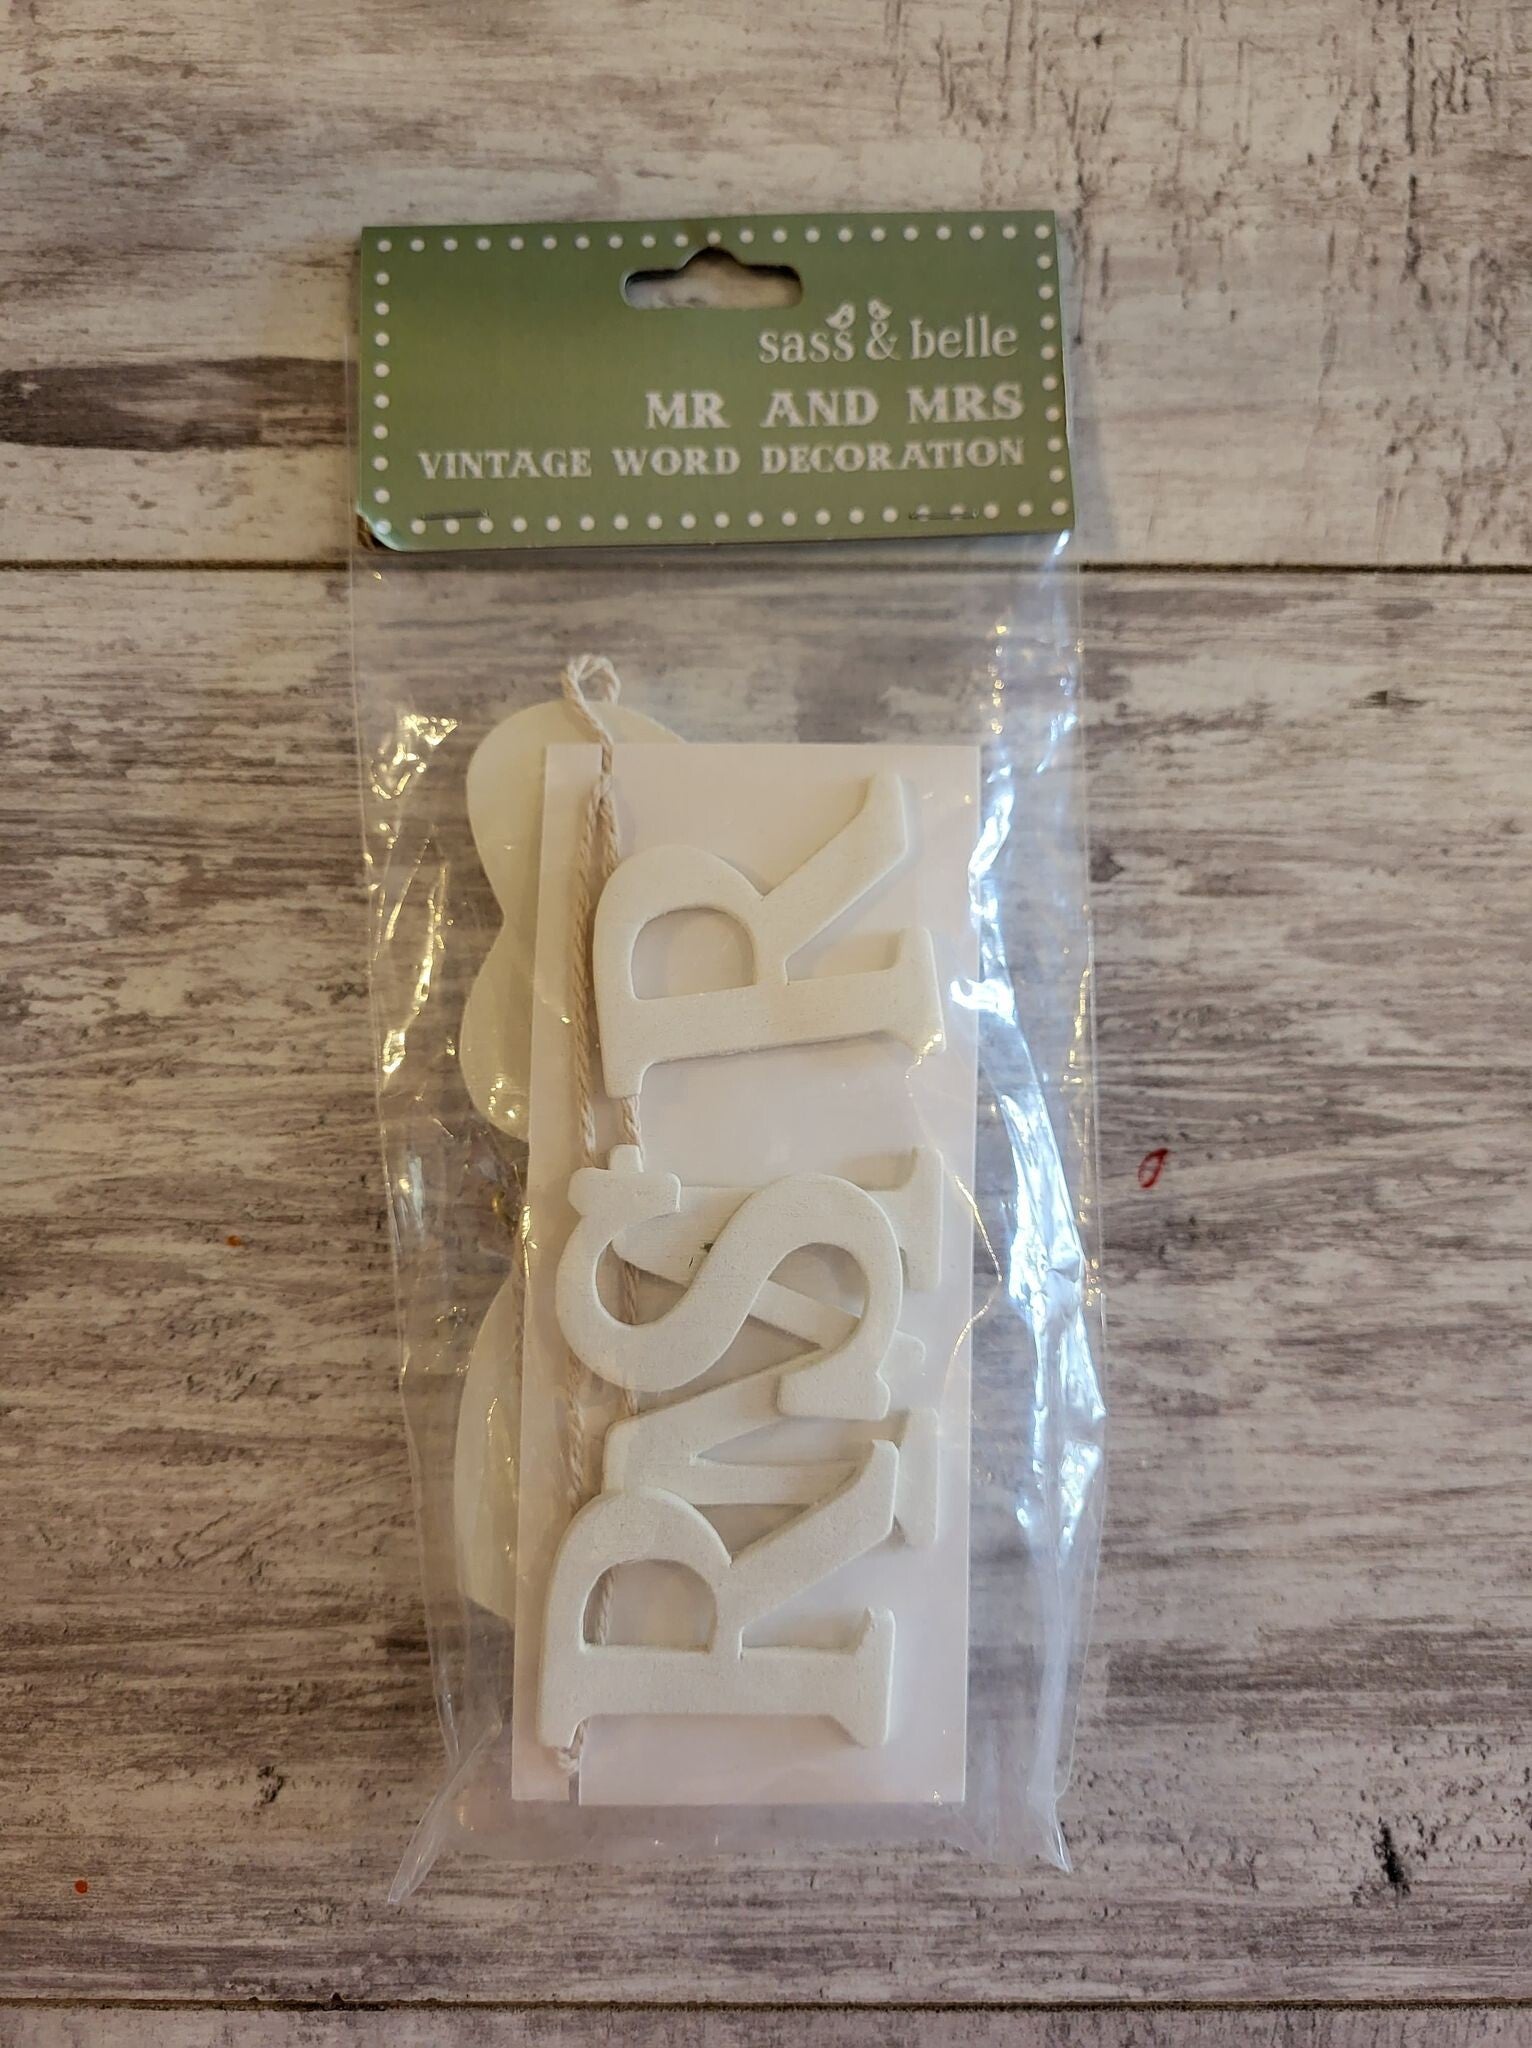 sass & belle
MR AND MRS
VINTAGE WORD DECORATION
R
M
S
R